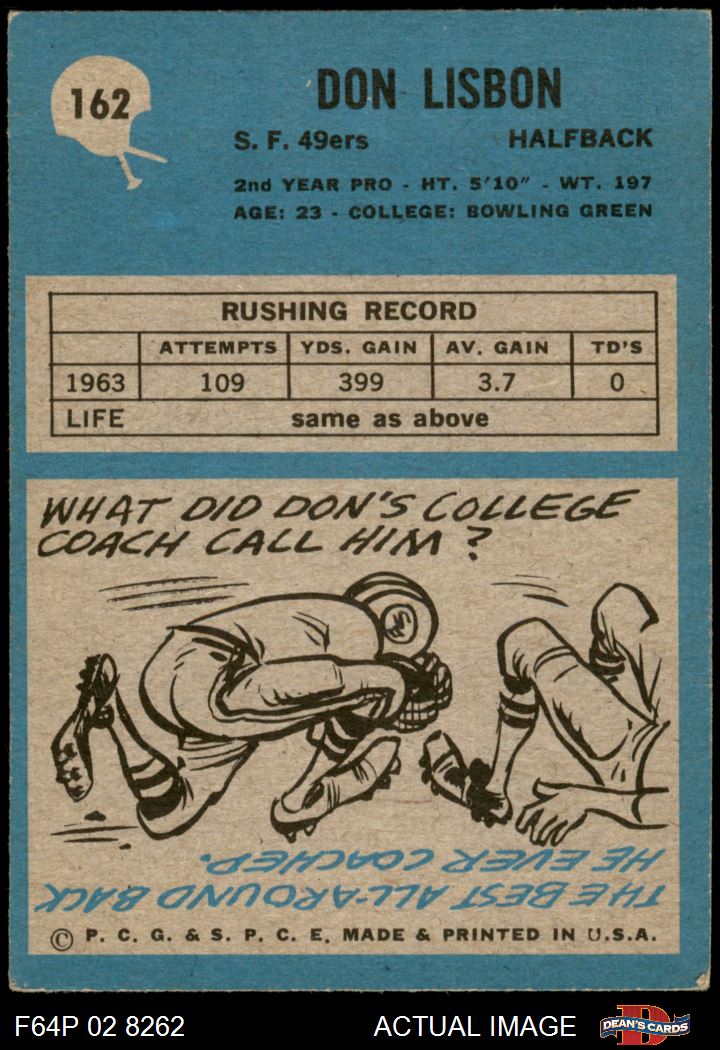 162
DON LISBON
S. F. 49ers HALFBACK
2nd YEAR PRO - HT. 5'10" - WT. 197
AGE: 23 - COLLEGE: BOWLING GREEN
RUSHING RECORD
ATTEMPTS YDS. GAIN AV. GAIN TD'S
1963 109 399 3.7 0
LIFE same as above
WHAT DID DON'S COLLEGE
COACH CALL HIM?
SF
THE BEST ALL-AROUND BACK
HE EVER COACHED.
© P. C. G. & S. P. C. E. MADE & PRINTED IN U.S.A.
F64P 02 8262 ACTUAL IMAGE D DEAN'S CARDS